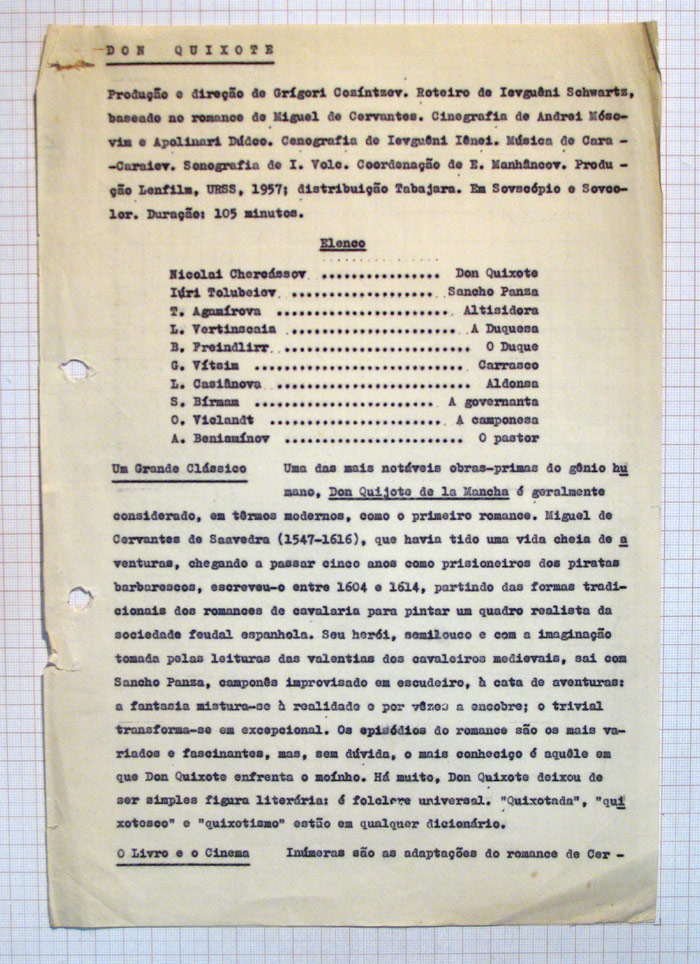 DON QUIXOTE
Produção e direção de Grígori Cozíntzev. Roteiro de Ievguêni Schwartz,
baseado no romance de Miguel de Cervantes. Cinegrafia de Andrei Mósc-
vim e Apolinari Dúdco. Cenografia de Ievguêni Iênei. Música de Cara -
-Caraiev. Sonografia de I. Volc. Coordenação de E. Manháncov. Produ -
ção Lenfilm, URSS, 1957; distribuição Tabajara. Em Sovscópio e Sovco-
lor. Duração: 105 minutos.
Elenco
Nicolai Chercássov ................ Don Quixote
Iúri Tolubeiev .................... Sancho Panza
T. Agamírova ........................ Altisidora
L. Vertinscaia ...................... A Duquesa
B. Freindlirr .......................... O Duque
G. Vítsim ............................. Carrasco
L. Casiânova ............................ Aldonsa
S. Bírman ......................... A governanta
O. Viclandt ........................ A camponesa
A. Beniamínov ......................... O pastor
Um Grande Clássico Uma das mais notáveis obras-primas do gênio hu
mano, Don Quijote de la Mancha é geralmente
considerado, em têrmos modernos, como o primeiro romance. Miguel de
Cervantes de Saavedra (1547-1616), que havia tido uma vida cheia de a
venturas, chegando a passar cinco anos como prisioneiros dos piratas
barbarescos, escreveu-o entre 1604 e 1614, partindo das formas tradi-
cionais dos romances de cavalaria para pintar um quadro realista da
sociedade feudal espanhola. Seu herói, semilouco e com a imaginação
tomada pelas leituras das valentias dos cavaleiros medievais, sai com
Sancho Panza, camponês improvisado em escudeiro, à cata de aventuras:
a fantasia mistura-se à realidade e por vêzes a encobre; o trivial
transforma-se em excepcional. Os episódios do romance são os mais va-
riados e fascinantes, mas, sem dúvida, o mais conheciço é aquêle em
que Don Quixote enfrenta o moínho. Há muito, Don Quixote deixou de
ser simples figura literária: é folclore universal. "Quixotada", "qui
xotesco" e "quixotismo" estão em qualquer dicionário.
O Livro e o Cinema Inúmeras são as adaptações do romance de Cer -